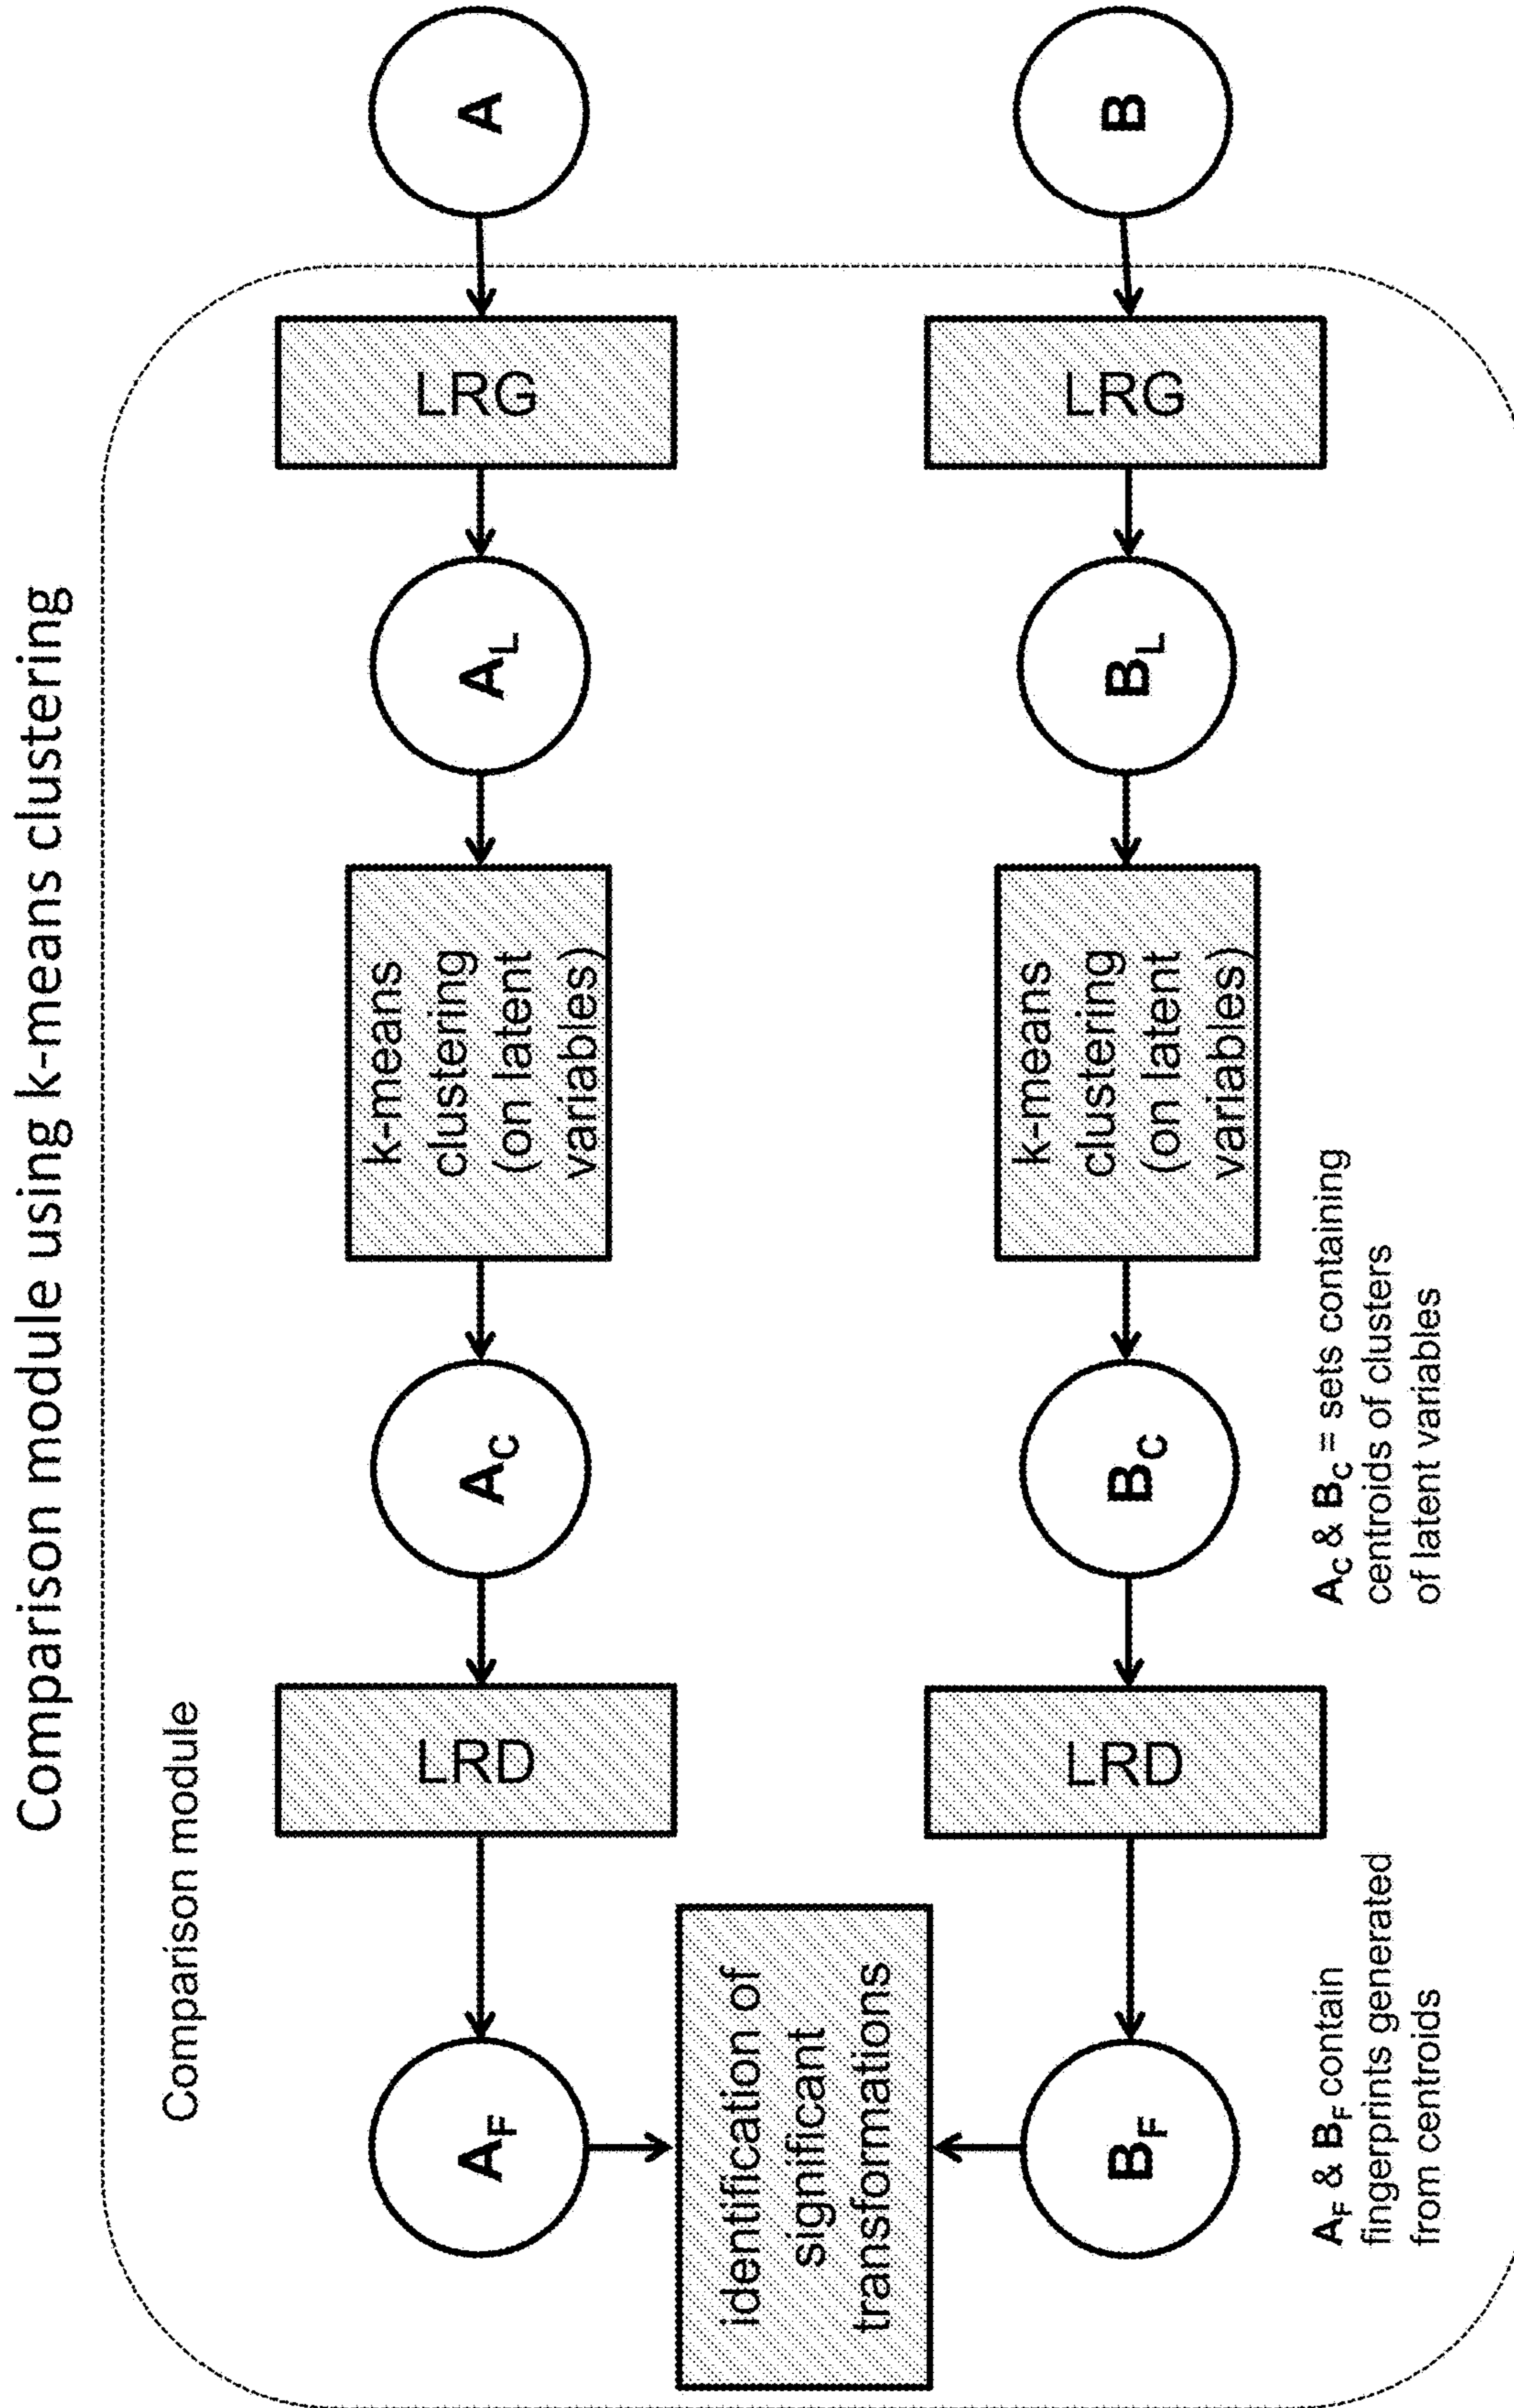 Comparison module using k-means clustering
Comparison module
A_F
LRD
A_C
k-means
clustering
(on latent
variables)
A_L
LRG
A
identification of
significant
transformations
B_F
LRD
B_C
k-means
clustering
(on latent
variables)
B_L
LRG
B
A_F & B_F contain
fingerprints generated
from centroids
A_C & B_C = sets containing
centroids of clusters
of latent variables